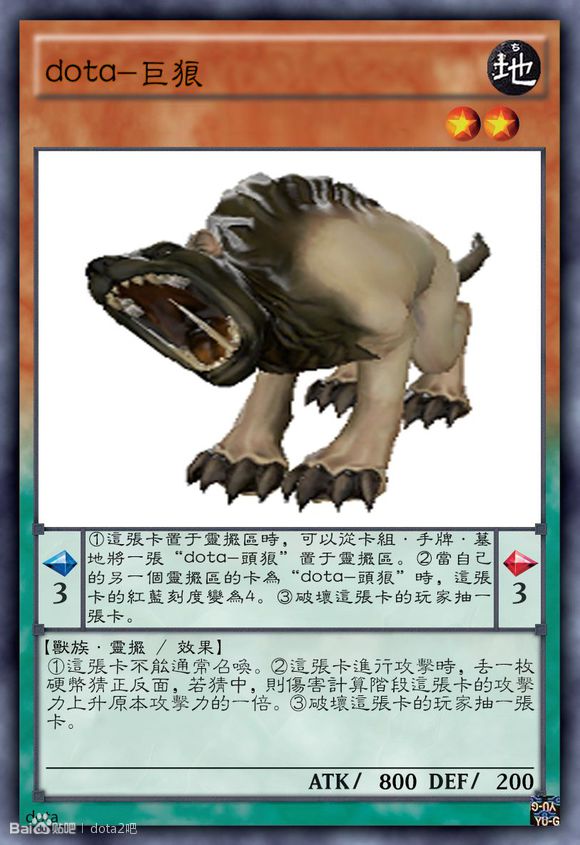 dota-巨狼
ち
地
①這張卡置于靈擺區時，可以從卡組·手牌·墓
地將一張“dota-頭狼”置于靈擺區。②當自己
的另一個靈擺區的卡為“dota-頭狼”時，這張
卡的紅藍刻度變為4。③破壞這張卡的玩家抽一
張卡。
3
3
【獸族·靈擺 / 效果】
①這張卡不能通常召喚。②這張卡進行攻擊時，丢一枚
硬幣猜正反面，若猜中，則傷害計算階段這張卡的攻擊
力上升原本攻擊力的一倍。③破壞這張卡的玩家抽一張
卡。
ATK/ 800 DEF/ 200
dota
Bai贴吧 | dota2吧
YU-G
YU-G